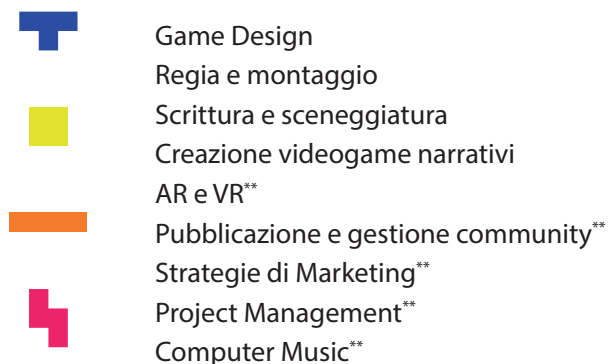 Game Design
Regia e montaggio
Scrittura e sceneggiatura
Creazione videogame narrativi
AR e VR**
Pubblicazione e gestione community**
Strategie di Marketing**
Project Management**
Computer Music**